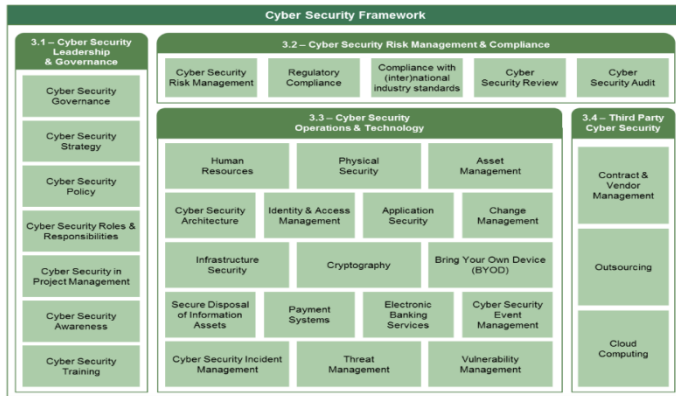 Cyber Security Framework
3.1 – Cyber Security
Leadership
& Governance
Cyber Security
Governance
Cyber Security
Strategy
Cyber Security
Policy
Cyber Security Roles &
Responsibilities
Cyber Security in
Project Management
Cyber Security
Awareness
Cyber Security
Training
3.2 – Cyber Security Risk Management & Compliance
Cyber Security
Risk Management
Regulatory
Compliance
Compliance with
(inter)national
industry standards
Cyber
Security Review
Cyber
Security Audit
3.3 – Cyber Security
Operations & Technology
Human
Resources
Physical
Security
Asset
Management
Cyber Security
Architecture
Identity & Access
Management
Application
Security
Change
Management
Infrastructure
Security
Cryptography
Bring Your Own Device
(BYOD)
Secure Disposal
of Information
Assets
Payment
Systems
Electronic
Banking
Services
Cyber Security
Event
Management
Cyber Security Incident
Management
Threat
Management
Vulnerability
Management
3.4 – Third Party
Cyber Security
Contract &
Vendor
Management
Outsourcing
Cloud
Computing